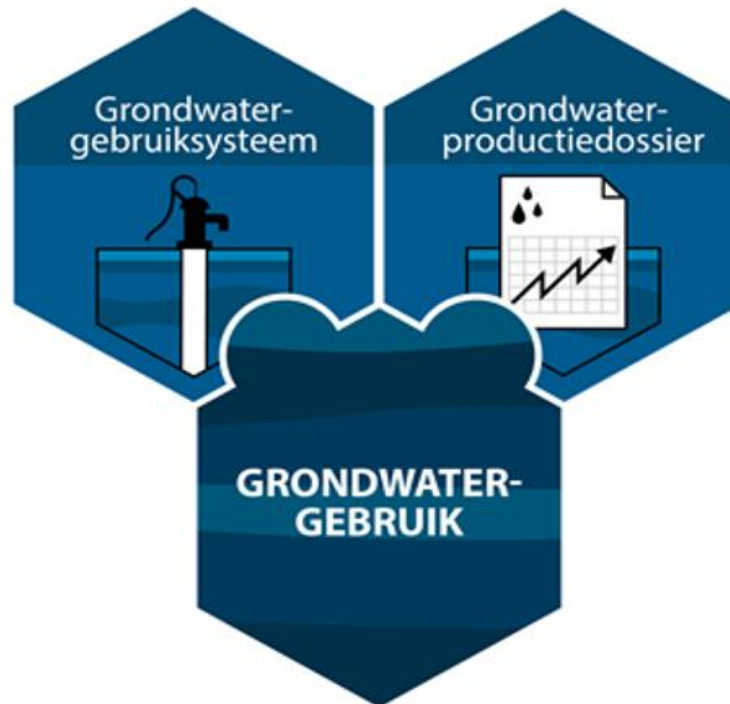 Grondwater-
gebruiksysteem
Grondwater-
productiedossier
GRONDWATER-
GEBRUIK